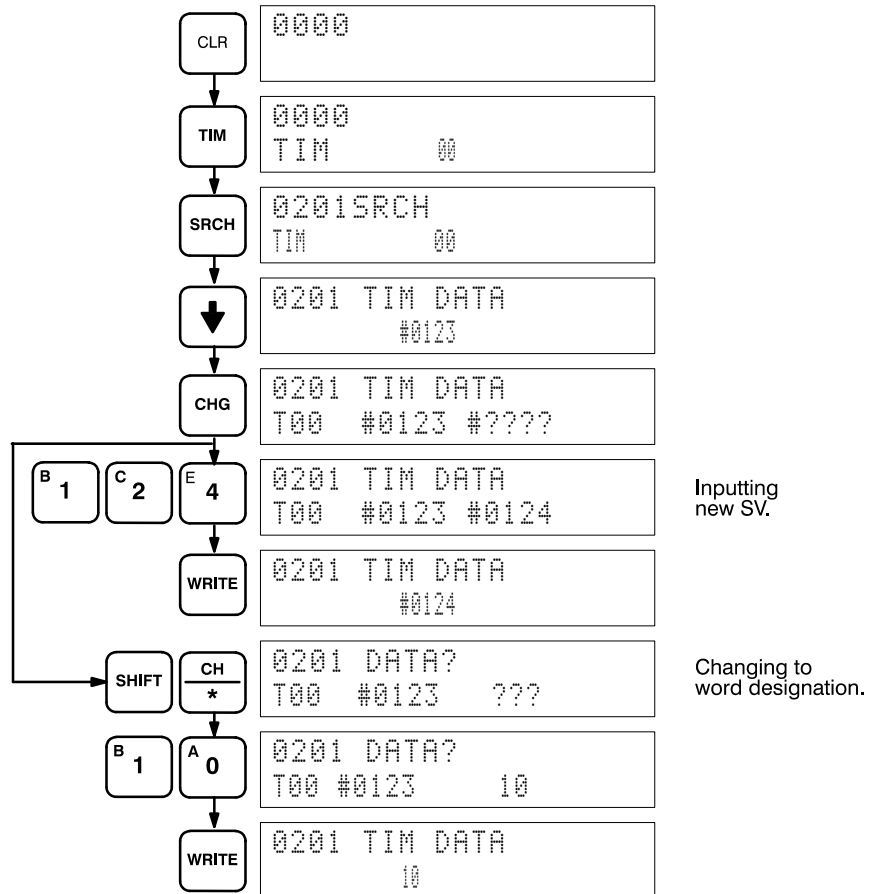 CLR
0000
TIM
0000
TIM 00
SRCH
0201SRCH
TIM 00
0201 TIM DATA
#0123
CHG
0201 TIM DATA
T00 #0123 #????
B 1 C 2 E 4
0201 TIM DATA
T00 #0123 #0124
Inputting
new SV.
WRITE
0201 TIM DATA
#0124
SHIFT CH *
0201 DATA?
T00 #0123 ???
Changing to
word designation.
B 1 A 0
0201 DATA?
T00 #0123 10
WRITE
0201 TIM DATA
10